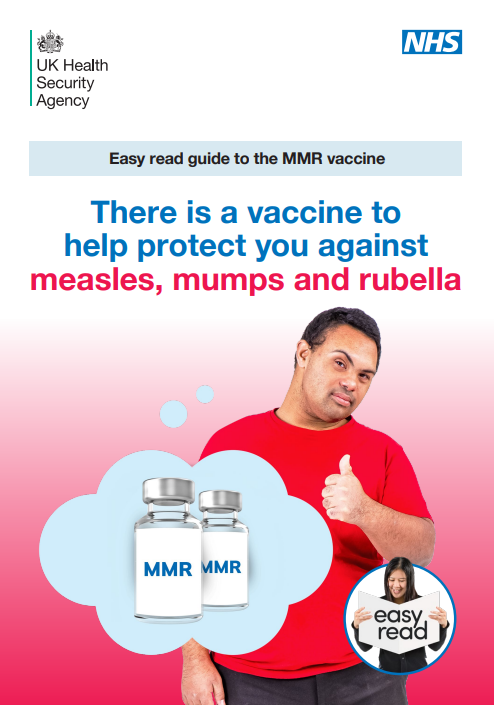 UK Health
Security
Agency
NHS
Easy read guide to the MMR vaccine
There is a vaccine to
help protect you against
measles, mumps and rubella
MMR
MMR
easy
read